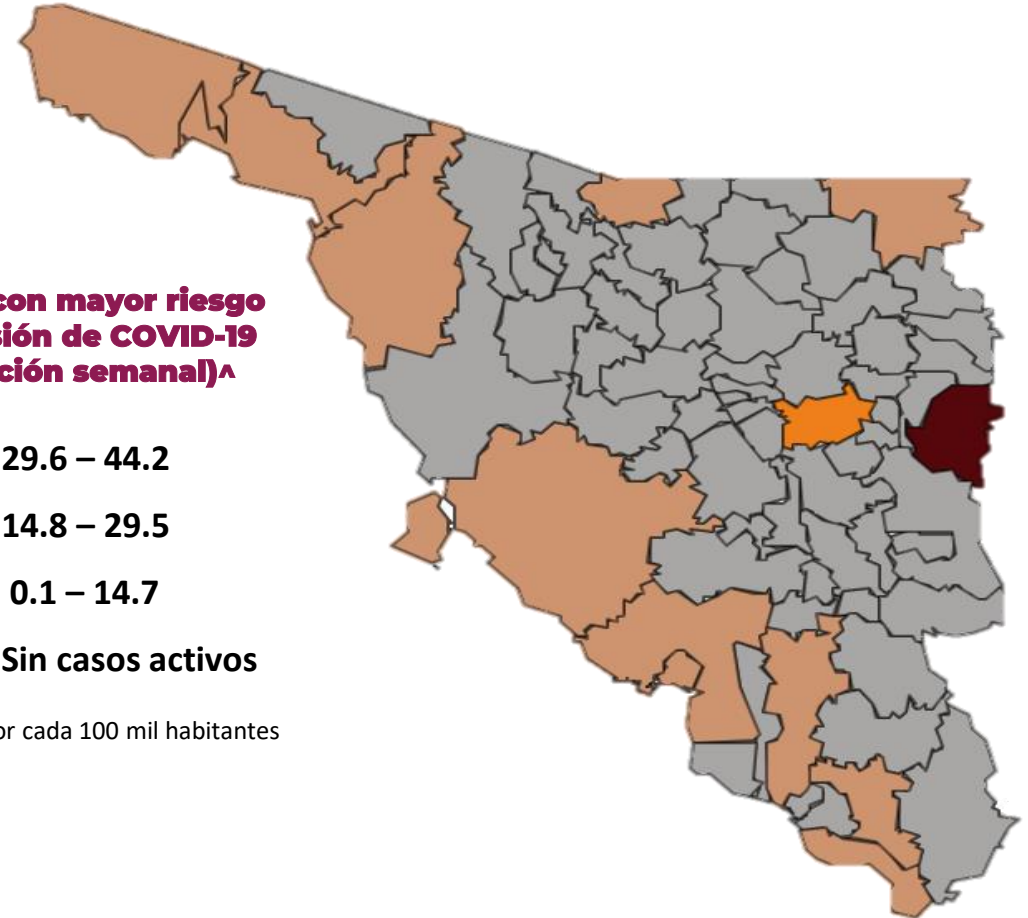 con mayor riesgo
sión de COVID-19
ción semanal)^
29.6 – 44.2
14.8 – 29.5
0.1 – 14.7
Sin casos activos
or cada 100 mil habitantes